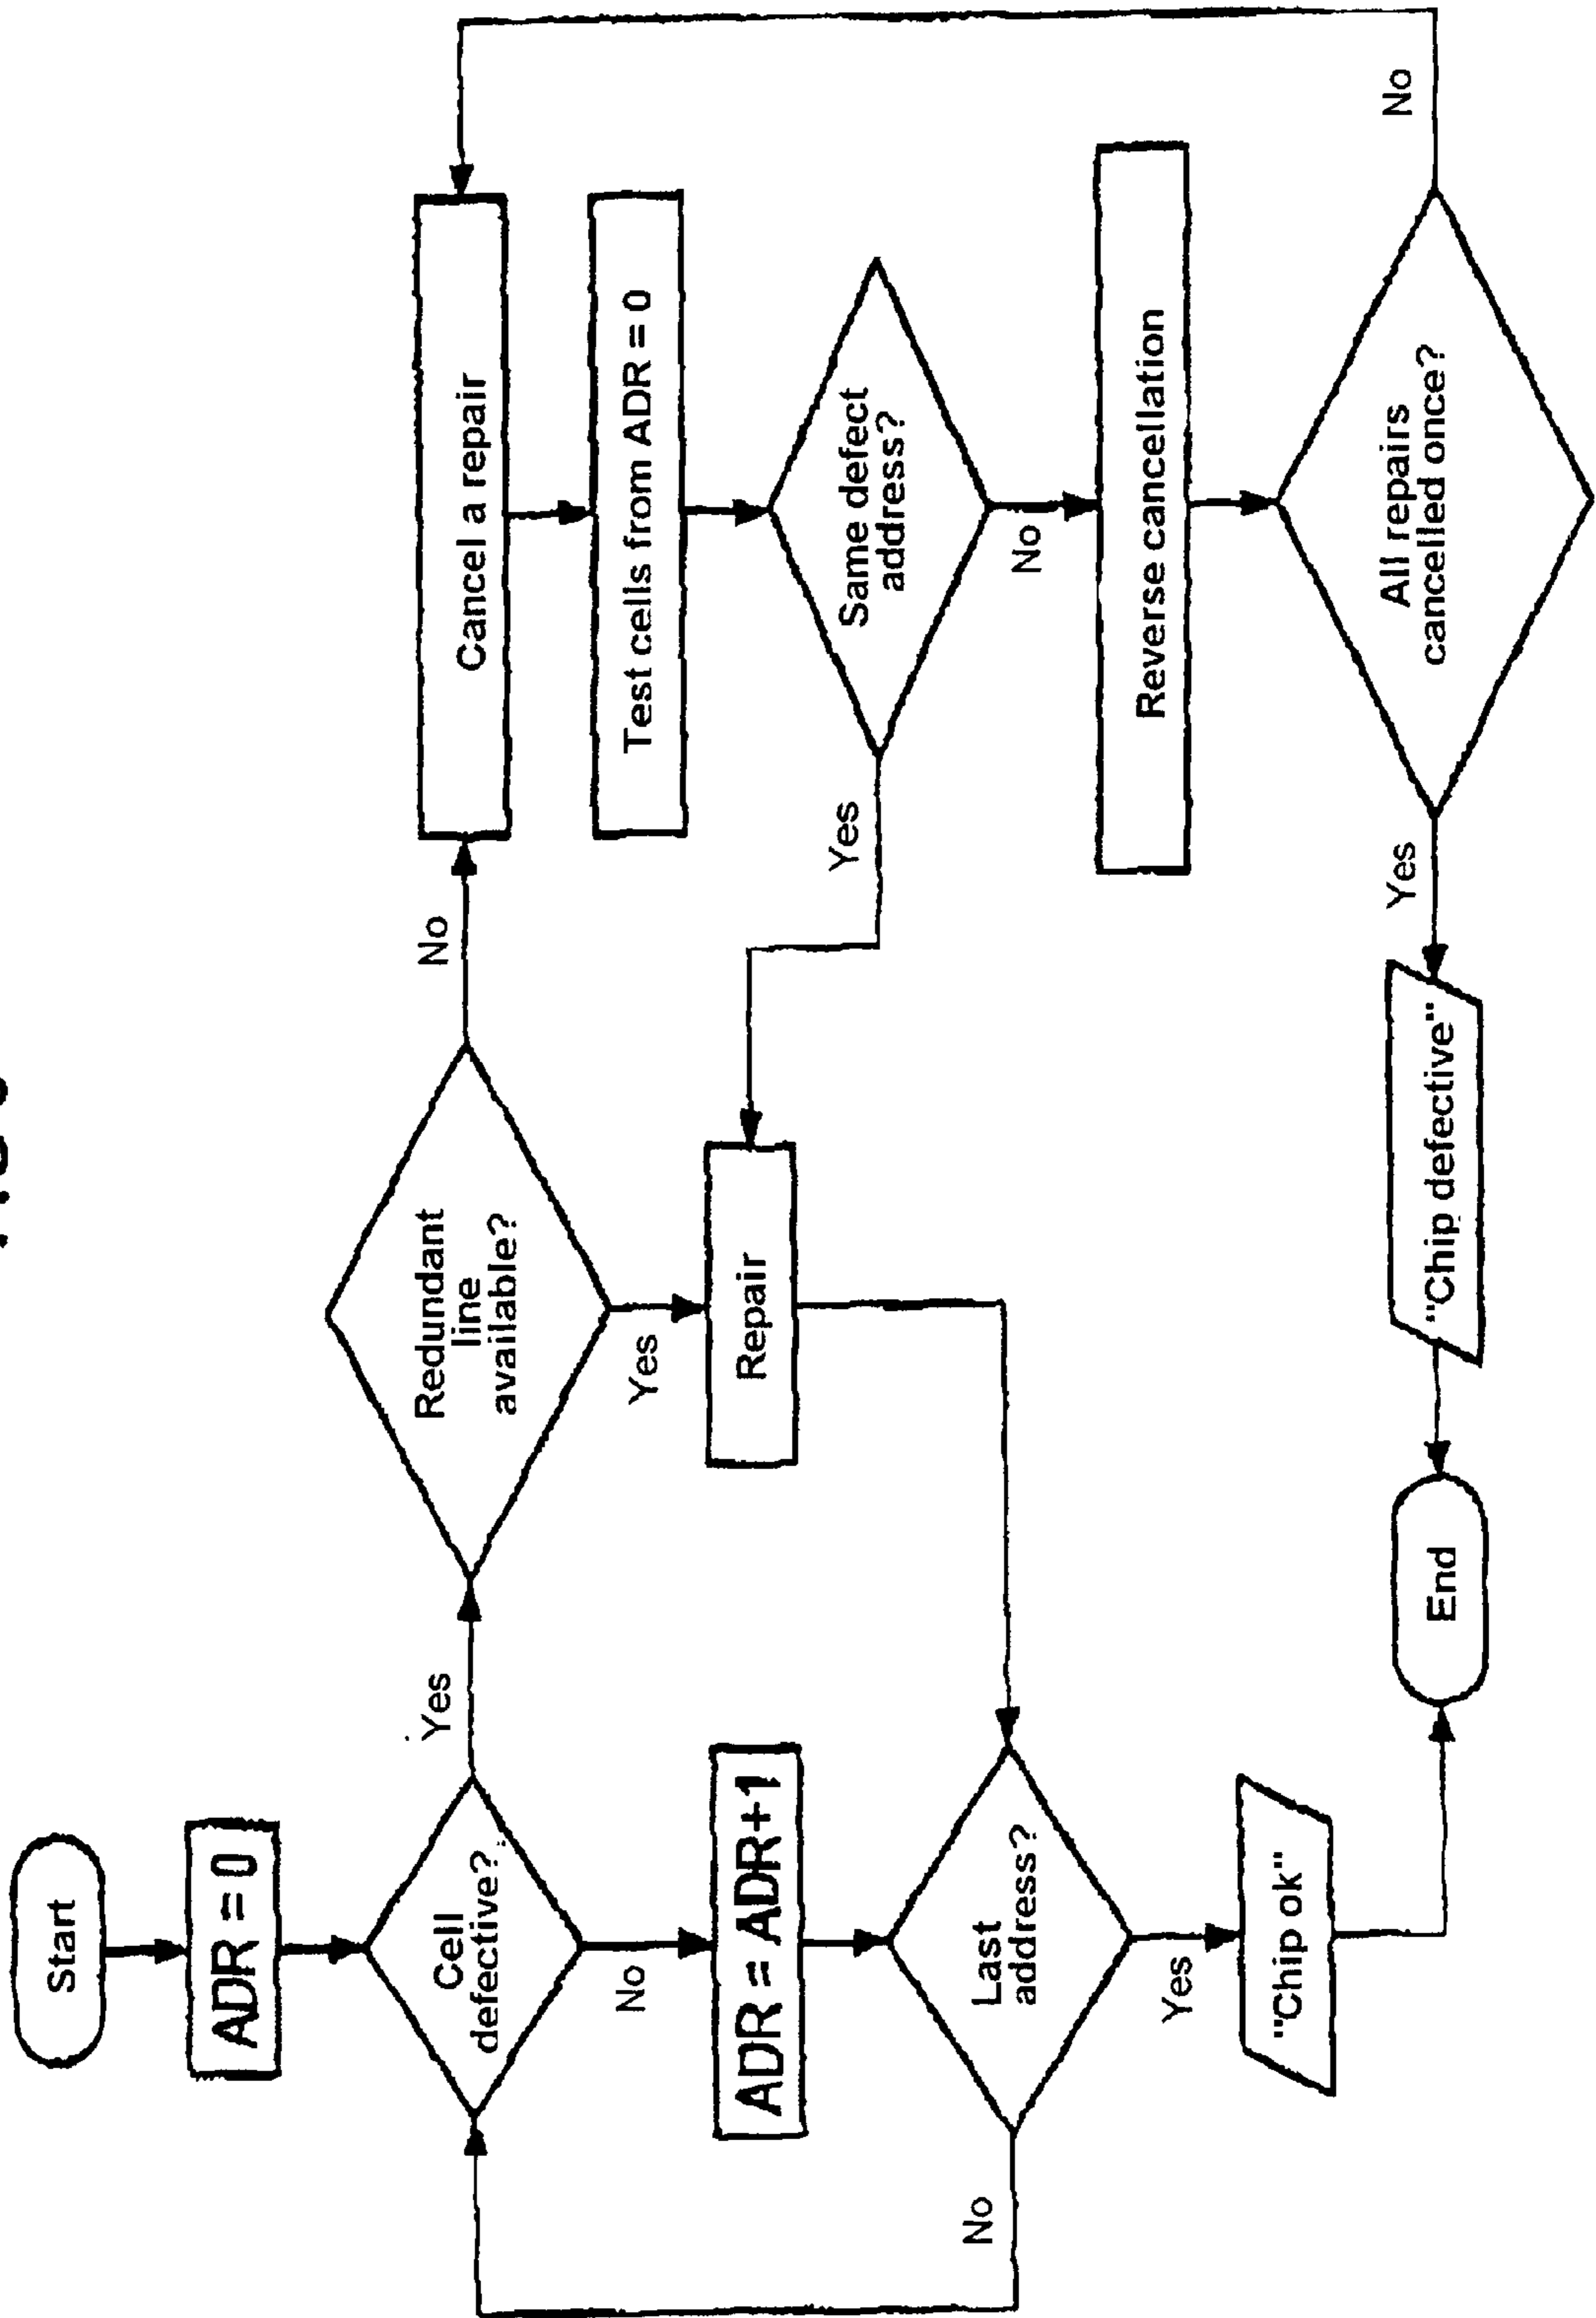 Start
ADR = 0
Cell
defective?
Yes
No
ADR = ADR+1
Last
address?
No
Yes
"Chip ok"
Redundant
line
available?
No
Yes
Repair
Cancel a repair
Test cells from ADR = 0
Same defect
address?
Yes
No
Reverse cancellation
All repairs
cancelled once?
No
Yes
"Chip defective"
End